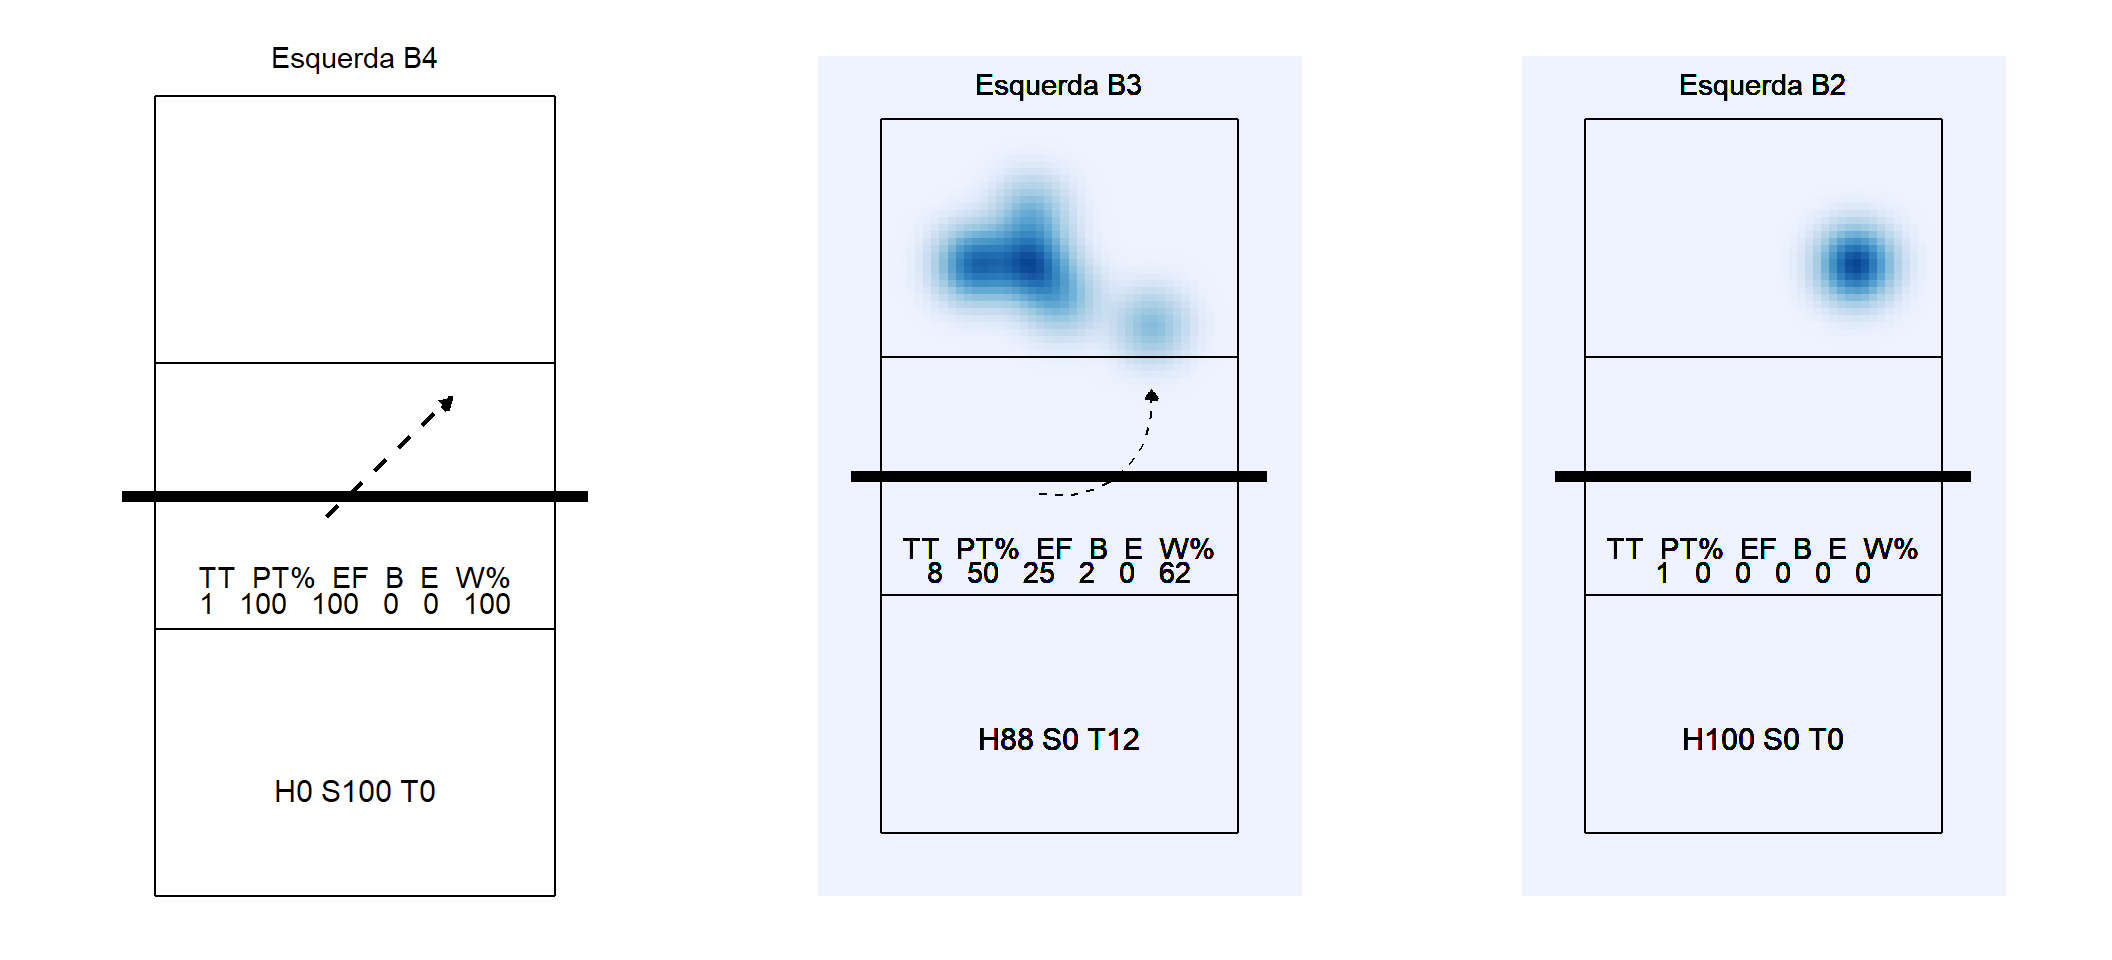 Esquerda B4
TT PT% EF B E W%
1 100 100 0 0 100
H0 S100 T0
Esquerda B3
TT PT% EF B E W%
8 50 25 2 0 62
H88 S0 T12
Esquerda B2
TT PT% EF B E W%
1 0 0 0 0 0
H100 S0 T0